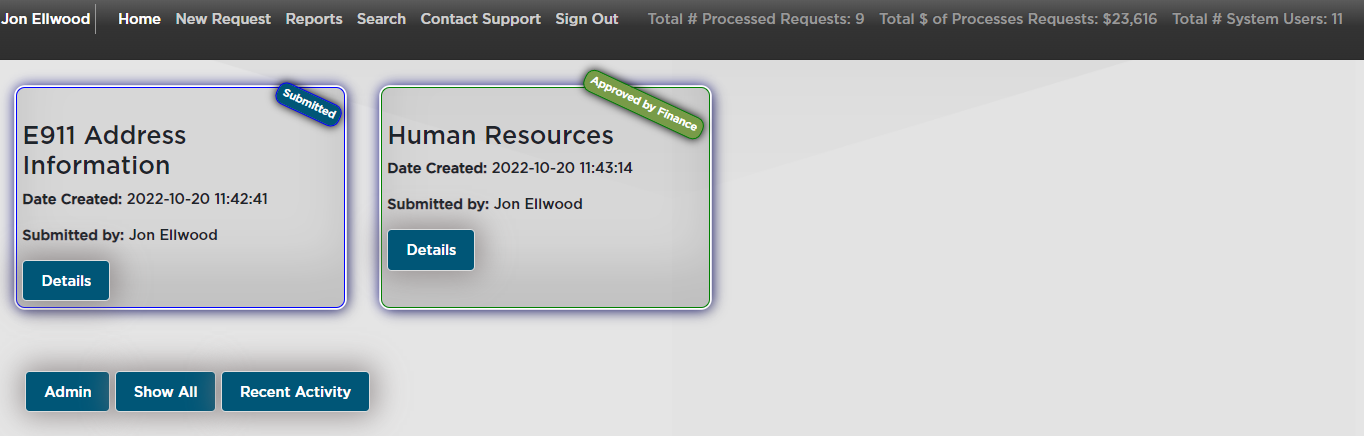 Jon Ellwood Home New Request Reports Search Contact Support Sign Out Total # Processed Requests: 9 Total $ of Processes Requests: $23,616 Total # System Users: 11
Submitted
E911 Address
Information
Date Created: 2022-10-20 11:42:41
Submitted by: Jon Ellwood
Details
Approved by Finance
Human Resources
Date Created: 2022-10-20 11:43:14
Submitted by: Jon Ellwood
Details
Admin Show All Recent Activity